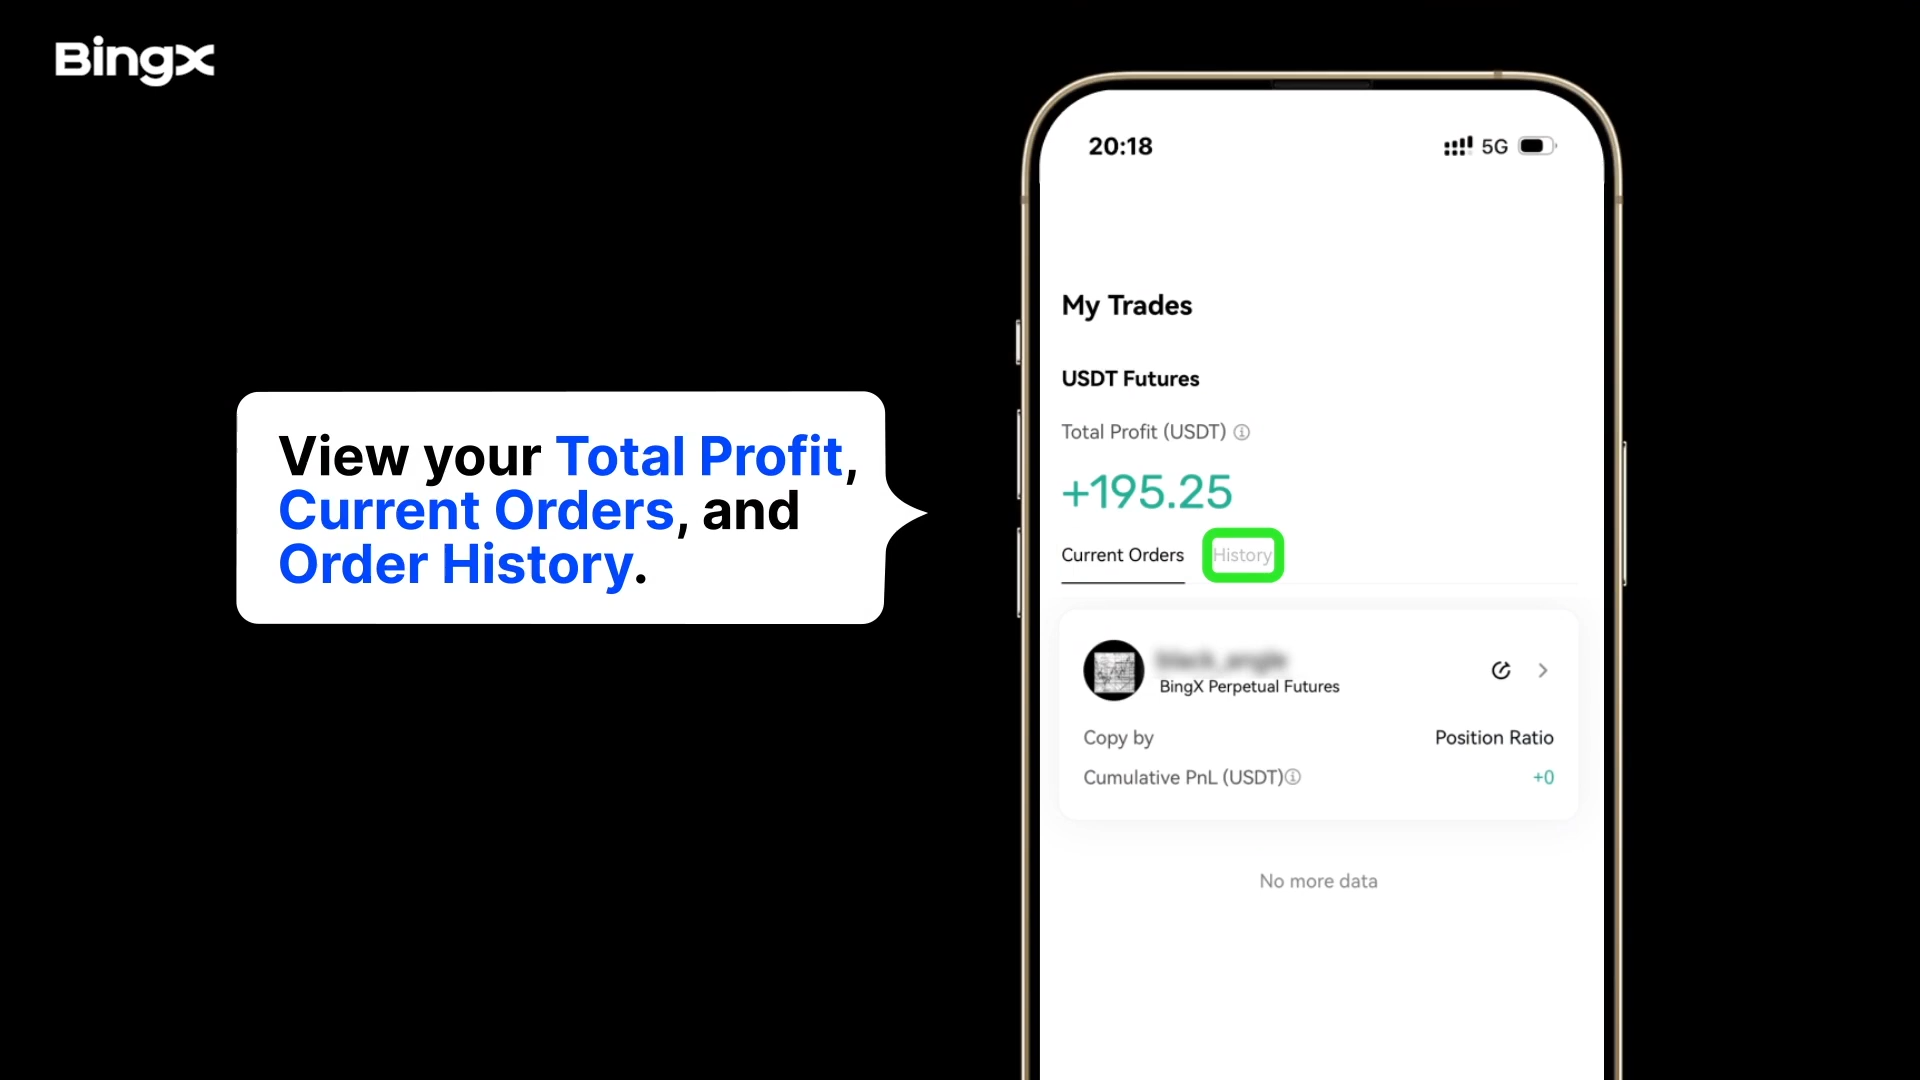 BingX
View your Total Profit,
Current Orders, and
Order History.
20:18
5G
My Trades
USDT Futures
Total Profit (USDT)
+195.25
Current Orders
History
BingX Perpetual Futures
Copy by
Position Ratio
Cumulative PnL (USDT)
+0
No more data